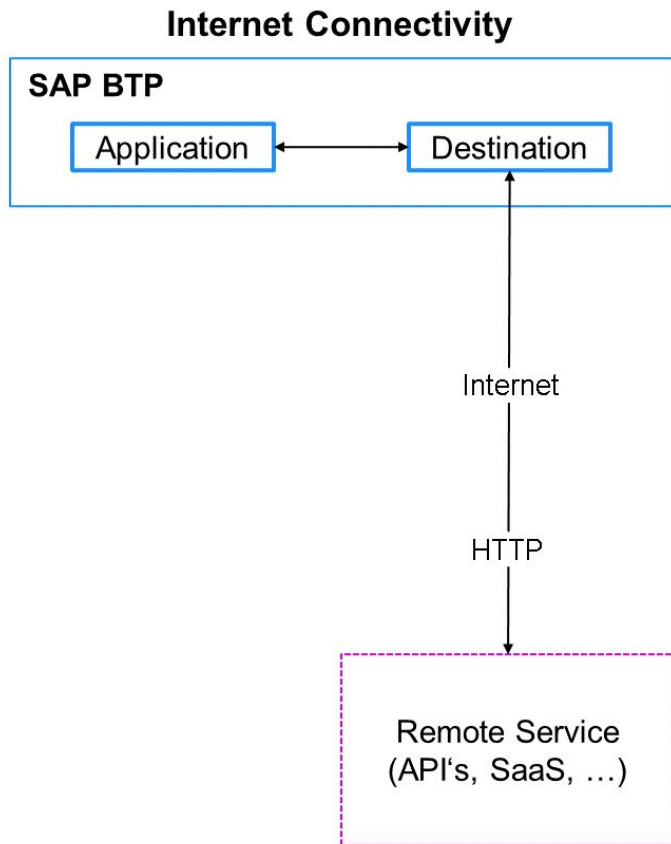 Internet Connectivity
SAP BTP
Application
Destination
Internet
HTTP
Remote Service
(API‘s, SaaS, …)